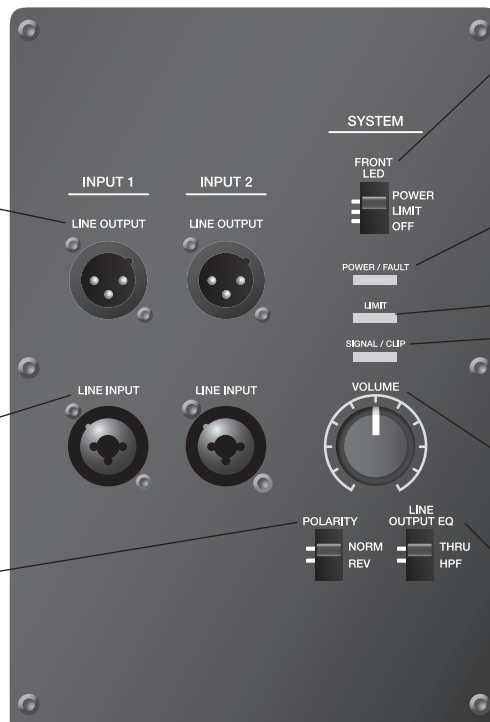 SYSTEM
FRONT
LED
POWER
LIMIT
OFF
INPUT 1
INPUT 2
LINE OUTPUT
LINE OUTPUT
POWER / FAULT
LIMIT
SIGNAL / CLIP
LINE INPUT
LINE INPUT
VOLUME
POLARITY
NORM
REV
LINE
OUTPUT EQ
THRU
HPF